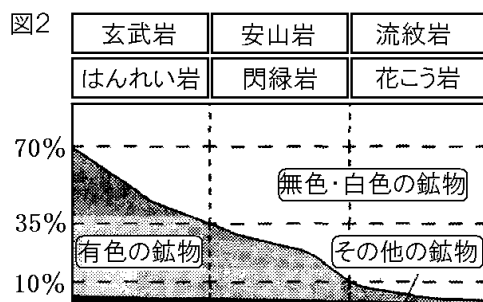 図2
玄武岩 安山岩 流紋岩
はんれい岩 閃緑岩 花こう岩
70%
無色・白色の鉱物
35%
有色の鉱物 その他の鉱物
10%